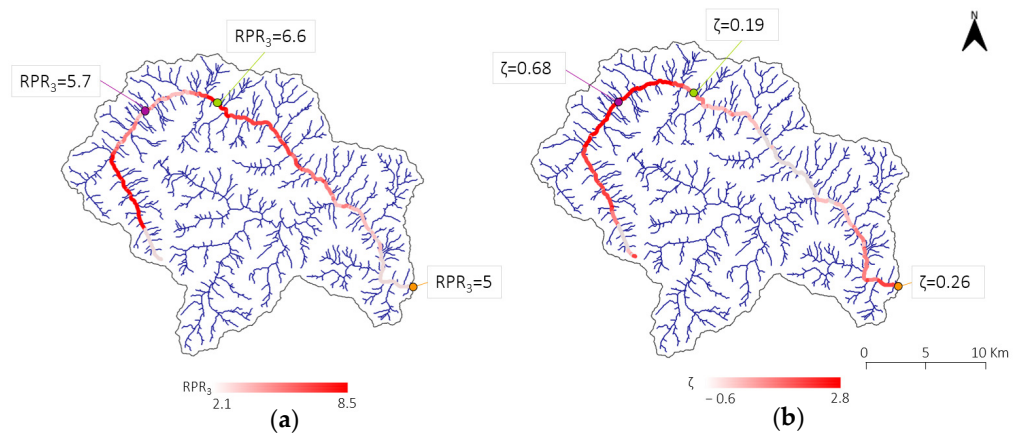 RPR₃=5.7
RPR₃=6.6
RPR₃=5
RPR₃
2.1
8.5
(a)
N
ζ=0.68
ζ=0.19
ζ=0.26
0
5
10 Km
ζ
− 0.6
2.8
(b)